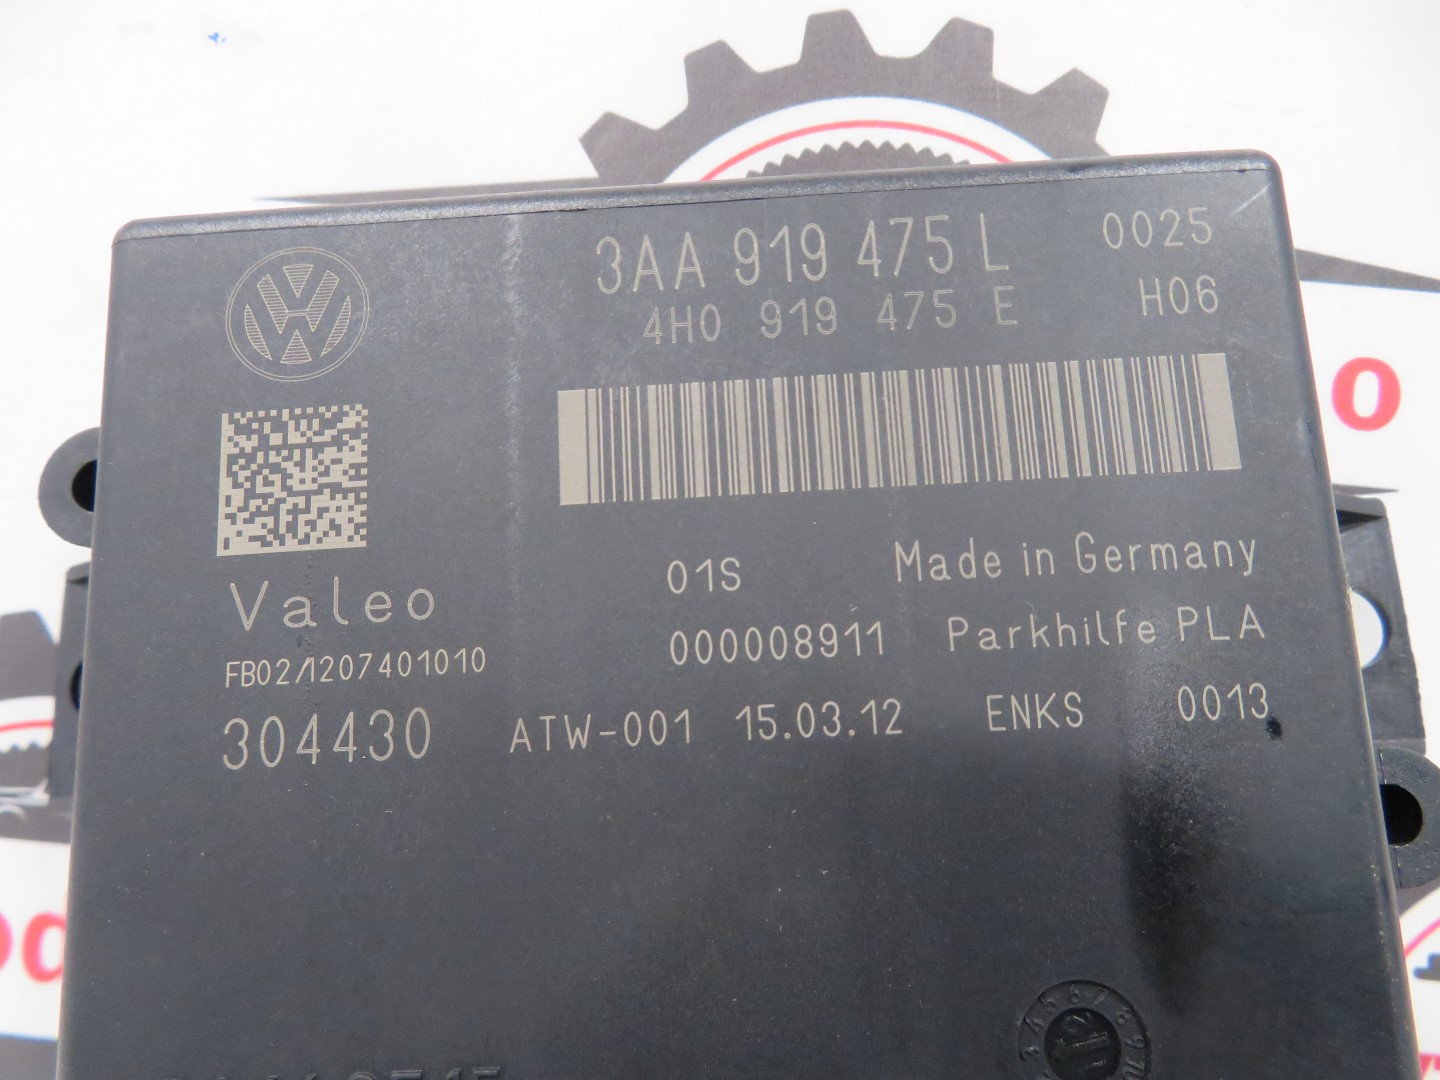 3AA 919 475 L 0025
4H0 919 475 E H06
01S Made in Germany
Valeo
000008911 Parkhilfe PLA
FB02/1207401010
304430 ATW-001 15.03.12 ENKS 0013